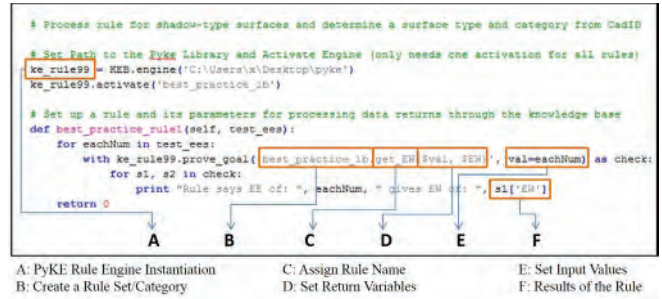 # Process rule for shadow-type surfaces and determine a surface type and category from CadID
# Set Path to the Pyke Library and Activate Engine (only needs one activation for all rules)
ke_rule99 = KEB.engine('C:\Users\x\Desktop\pyke')
ke_rule99.activate('best_practice_lb')
# Set up a rule and its parameters for processing data returns through the knowledge base
def best_practice_rule1(self, test_ees):
for eachNum in test_ees:
with ke_rule99.prove_goal('best_practice_lb.get_EW($val, $EW)', val=eachNum) as check:
for s1, s2 in check:
print "Rule says EE of: ", eachNum, " gives EW of: ", s1['EW']
return 0
A B C D E F
A: PyKE Rule Engine Instantiation C: Assign Rule Name E: Set Input Values
B: Create a Rule Set/Category D: Set Return Variables F: Results of the Rule